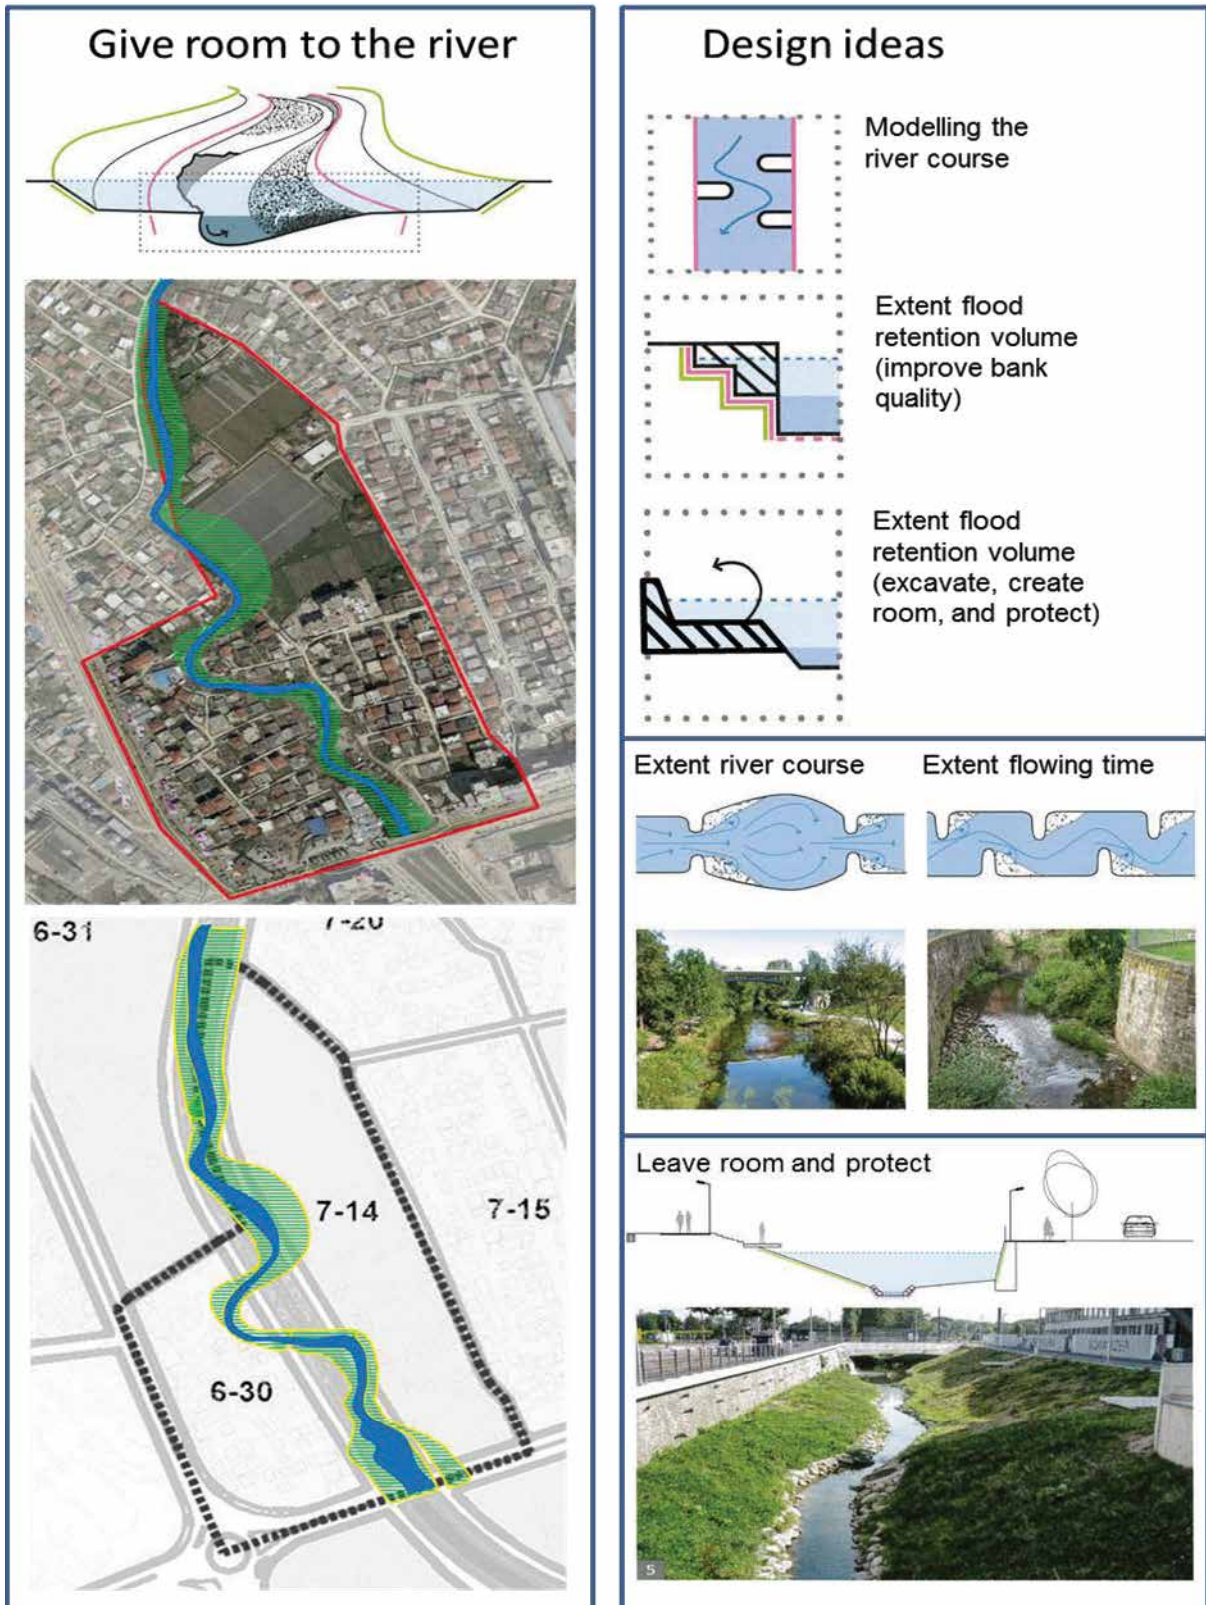 Give room to the river
6-31
7-20
7-14
7-15
6-30
Design ideas
Modelling the
river course
Extent flood
retention volume
(improve bank
quality)
Extent flood
retention volume
(excavate, create
room, and protect)
Extent river course
Extent flowing time
Leave room and protect
5